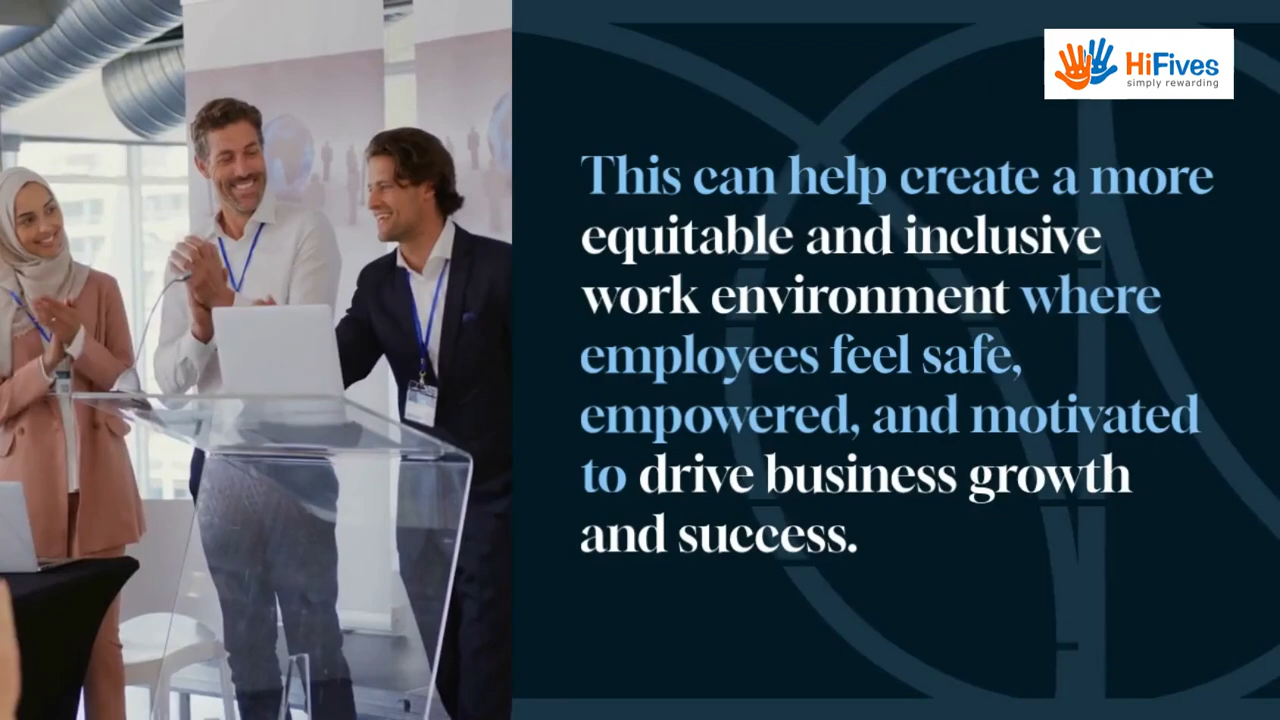 HiFives
simply rewarding
This can help create a more
equitable and inclusive
work environment where
employees feel safe,
empowered, and motivated
to drive business growth
and success.